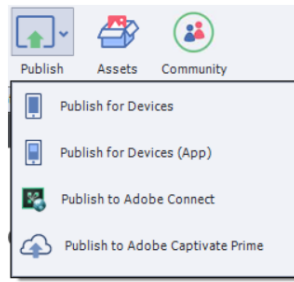 Publish Assets Community
Publish for Devices
Publish for Devices (App)
Publish to Adobe Connect
Publish to Adobe Captivate Prime